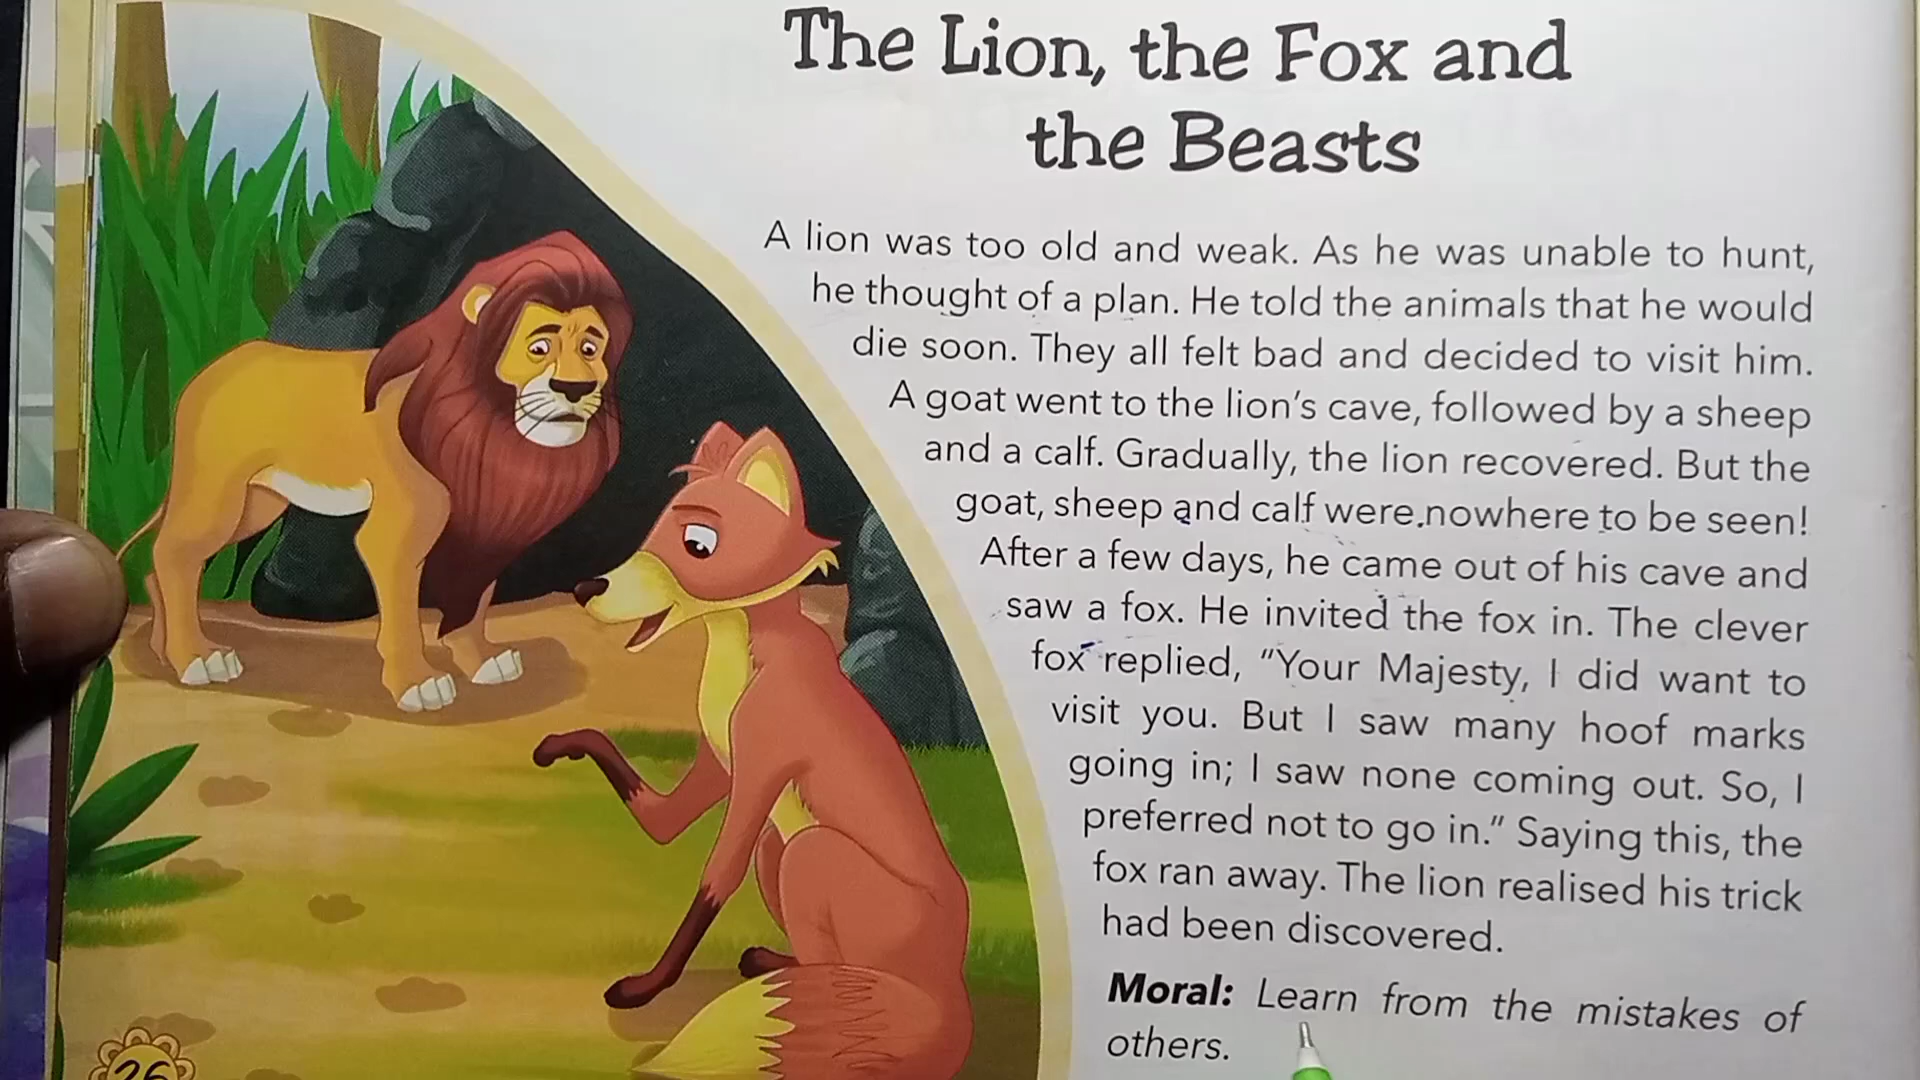 The Lion, the Fox and
the Beasts
A lion was too old and weak. As he was unable to hunt,
he thought of a plan. He told the animals that he would
die soon. They all felt bad and decided to visit him.
A goat went to the lion's cave, followed by a sheep
and a calf. Gradually, the lion recovered. But the
goat, sheep and calf were nowhere to be seen!
After a few days, he came out of his cave and
saw a fox. He invited the fox in. The clever
fox replied, “Your Majesty, I did want to
visit you. But I saw many hoof marks
going in; I saw none coming out. So, I
preferred not to go in.” Saying this, the
fox ran away. The lion realised his trick
had been discovered.
Moral: Learn from the mistakes of
others.
26